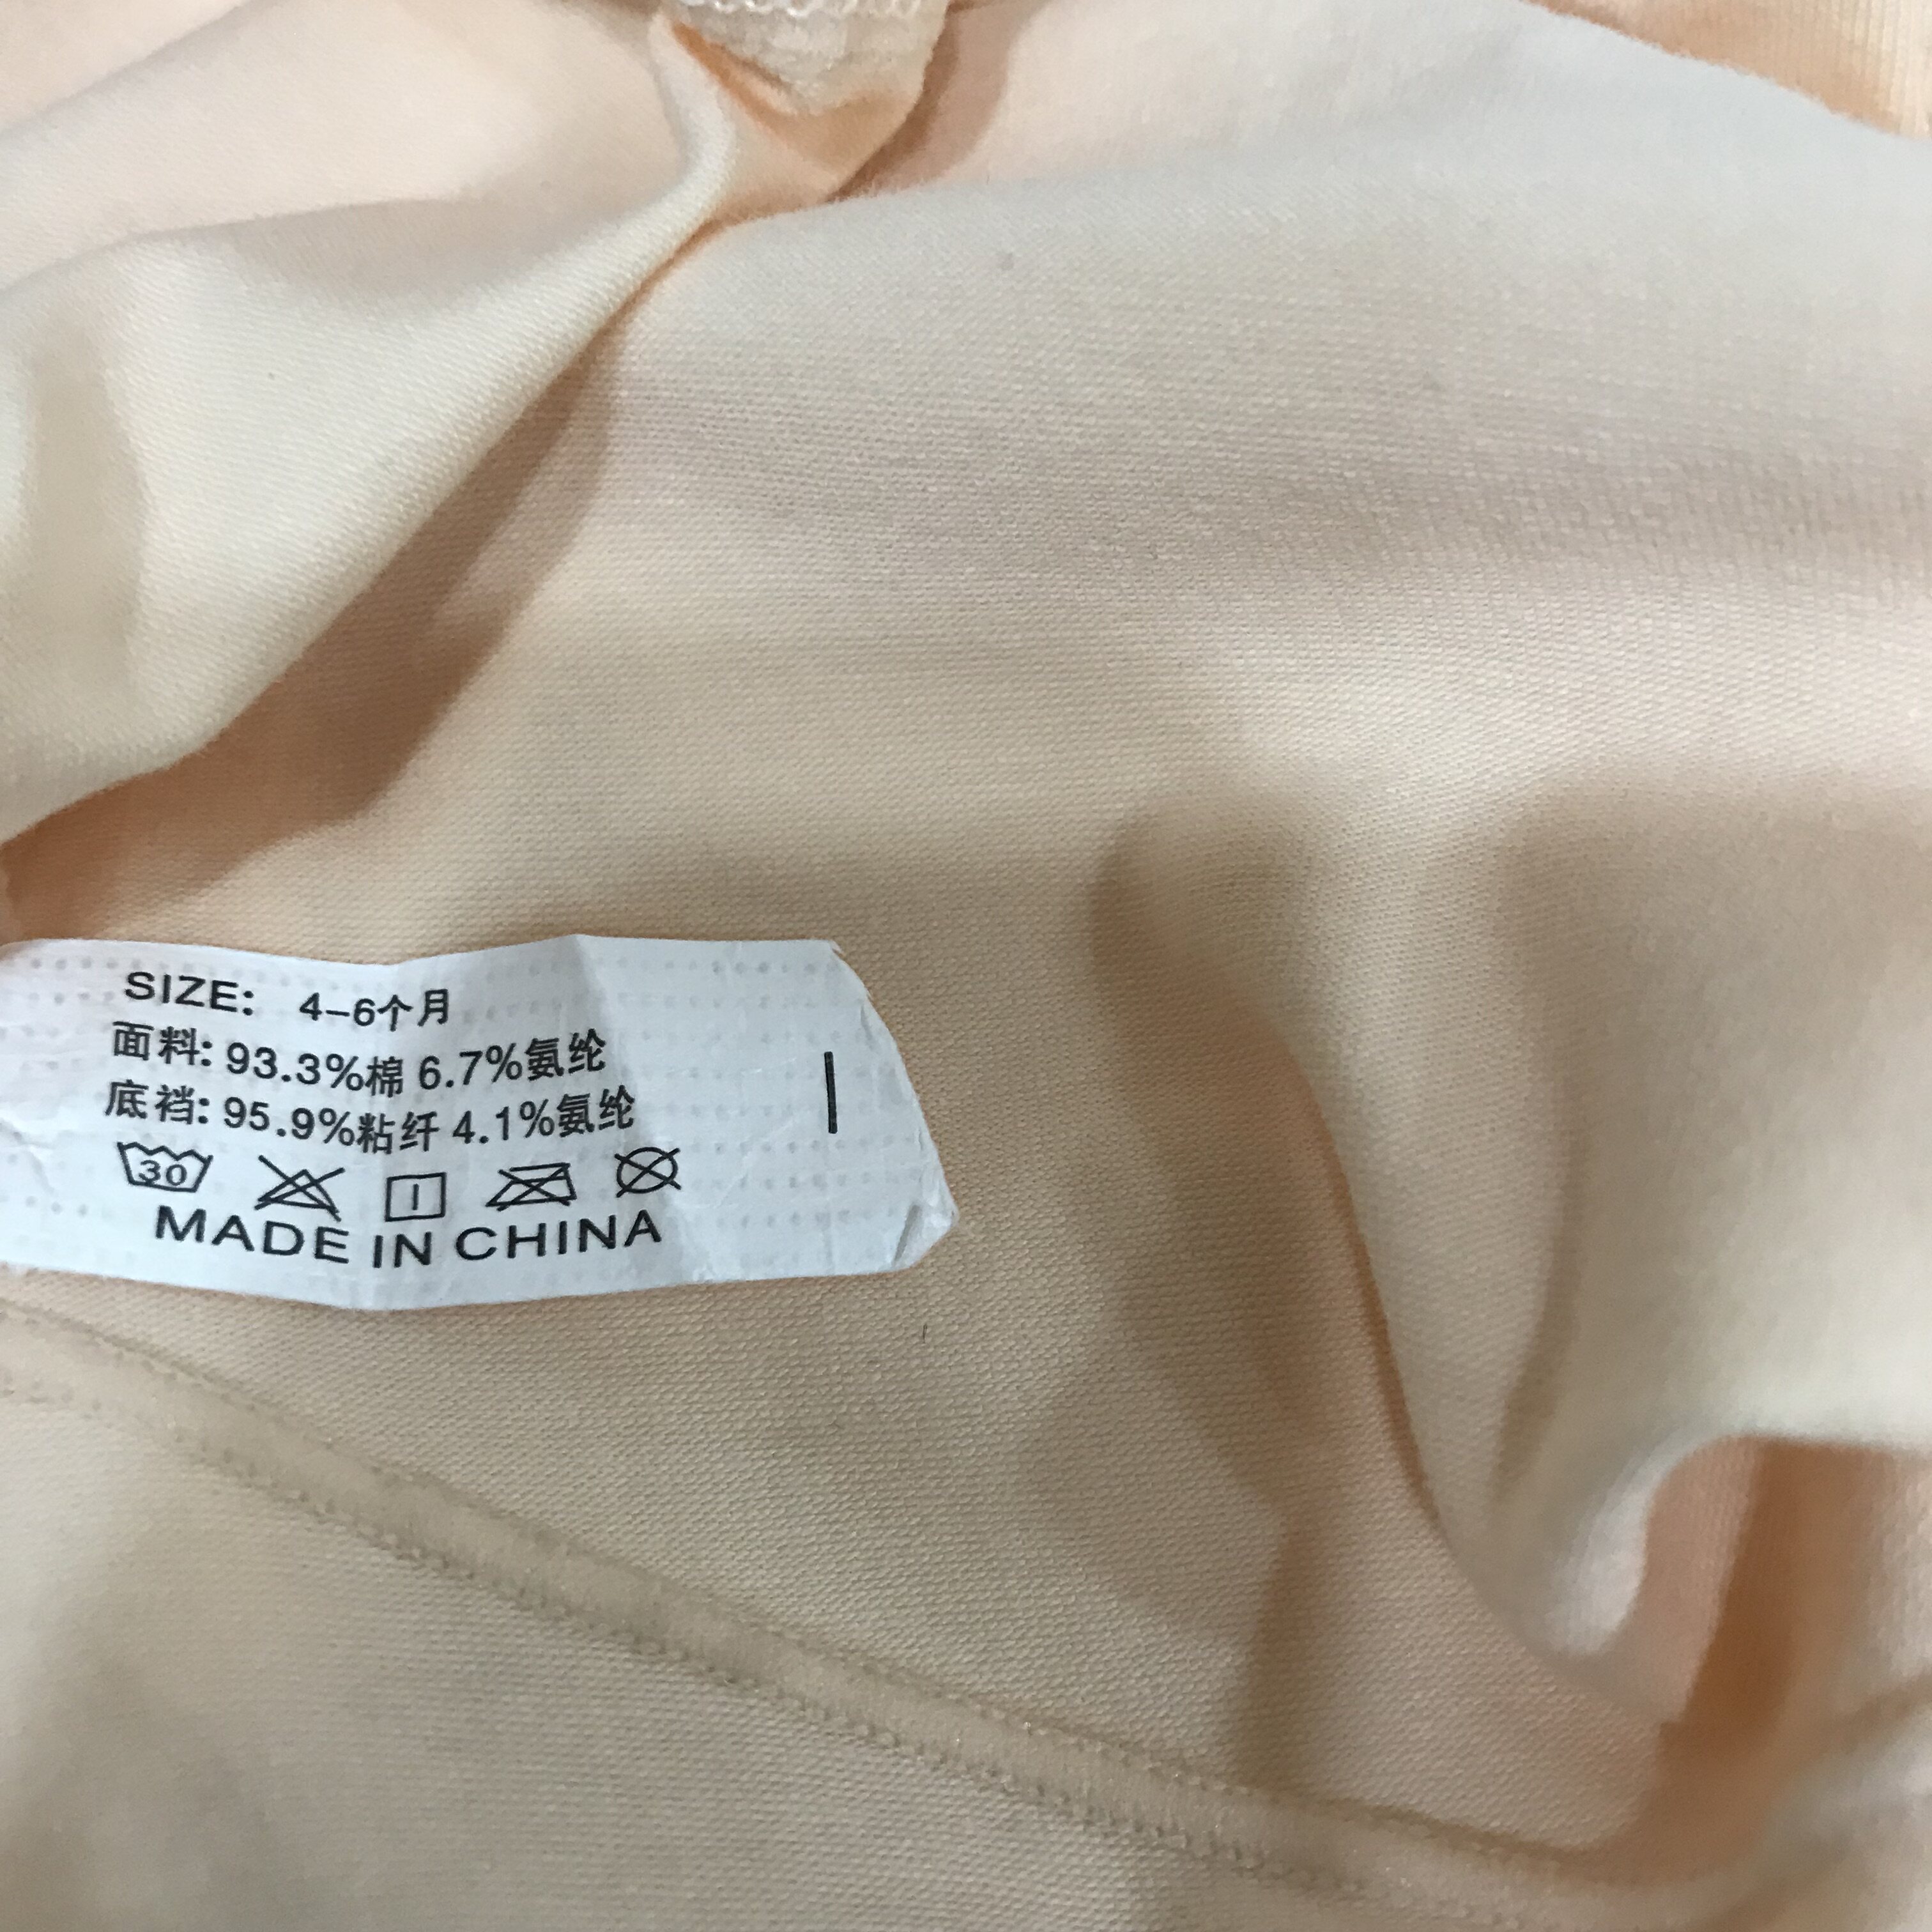 SIZE: 4-6个月
面料: 93.3%棉 6.7%氨纶
底裆: 95.9%粘纤 4.1%氨纶
30
MADE IN CHINA